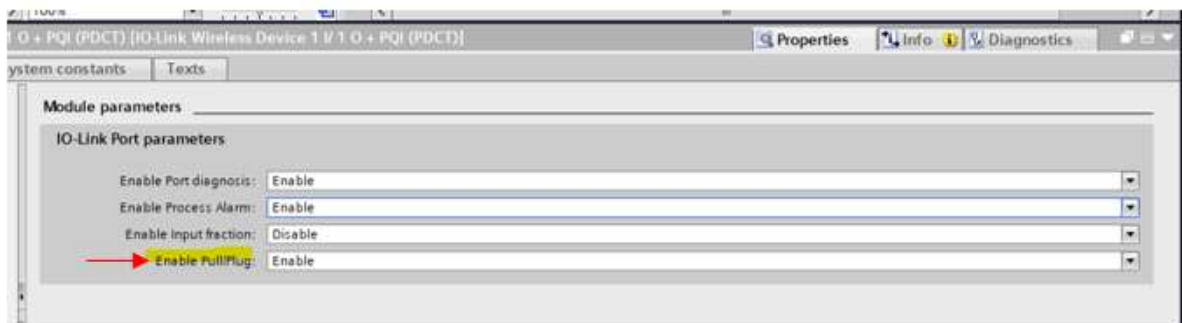 100%
1 O + PQI (PDCT) [IO-Link Wireless Device 1 I/ 1 O + PQI (PDCT)]
Properties Info Diagnostics
ystem constants Texts
Module parameters
IO-Link Port parameters
Enable Port diagnosis: Enable
Enable Process Alarm: Enable
Enable Input fraction: Disable
Enable Pull/Plug: Enable